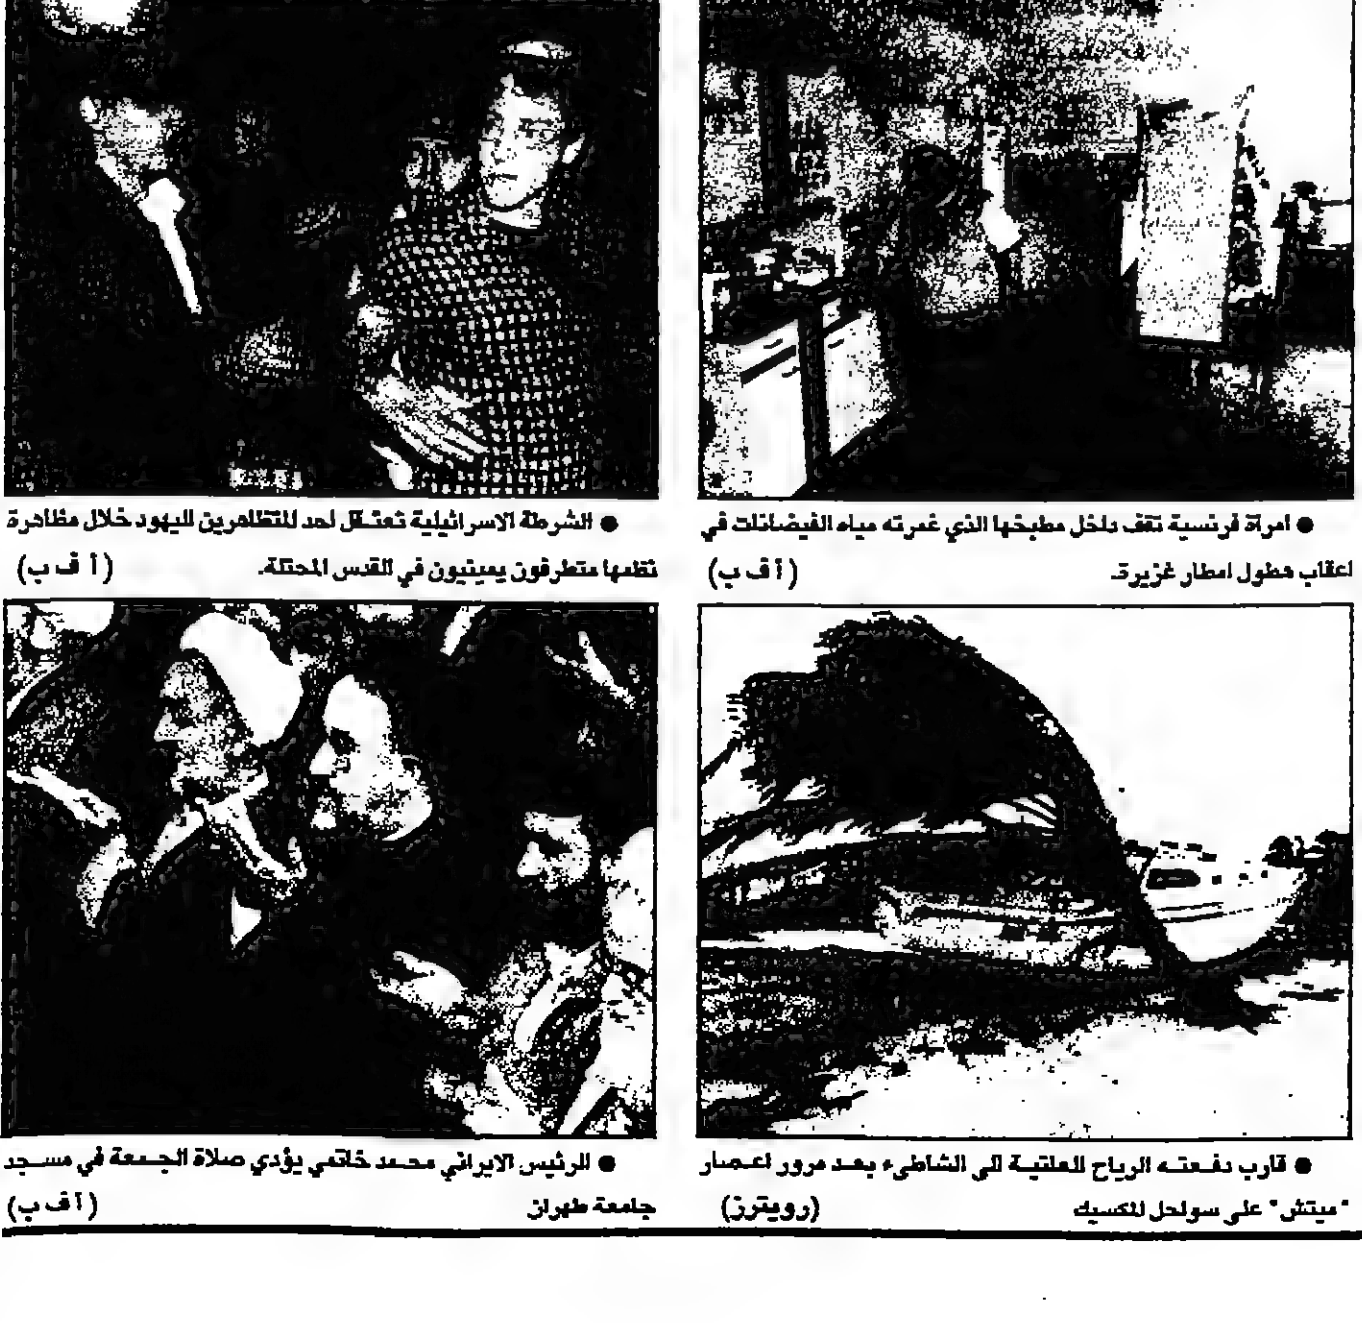 ● امرأة فرنسية تقف داخل مطبخها الذي غمرته مياه الفيضانات في
اعقاب هطول امطار غزيرة.
(أ ف ب)
● الشرطة الاسرائيلية تعتقل احد المتظاهرين اليهود خلال مظاهرة
نظمها متطرفون يمينيون في القدس المحتلة.
(أ ف ب)
● قارب دفعته الرياح العاتية الى الشاطىء بعد مرور اعصار
"ميتش" على سواحل المكسيك
(رويترز)
● الرئيس الايراني محمد خاتمي يؤدي صلاة الجمعة في مسجد
جامعة طهران
(أ ف ب)